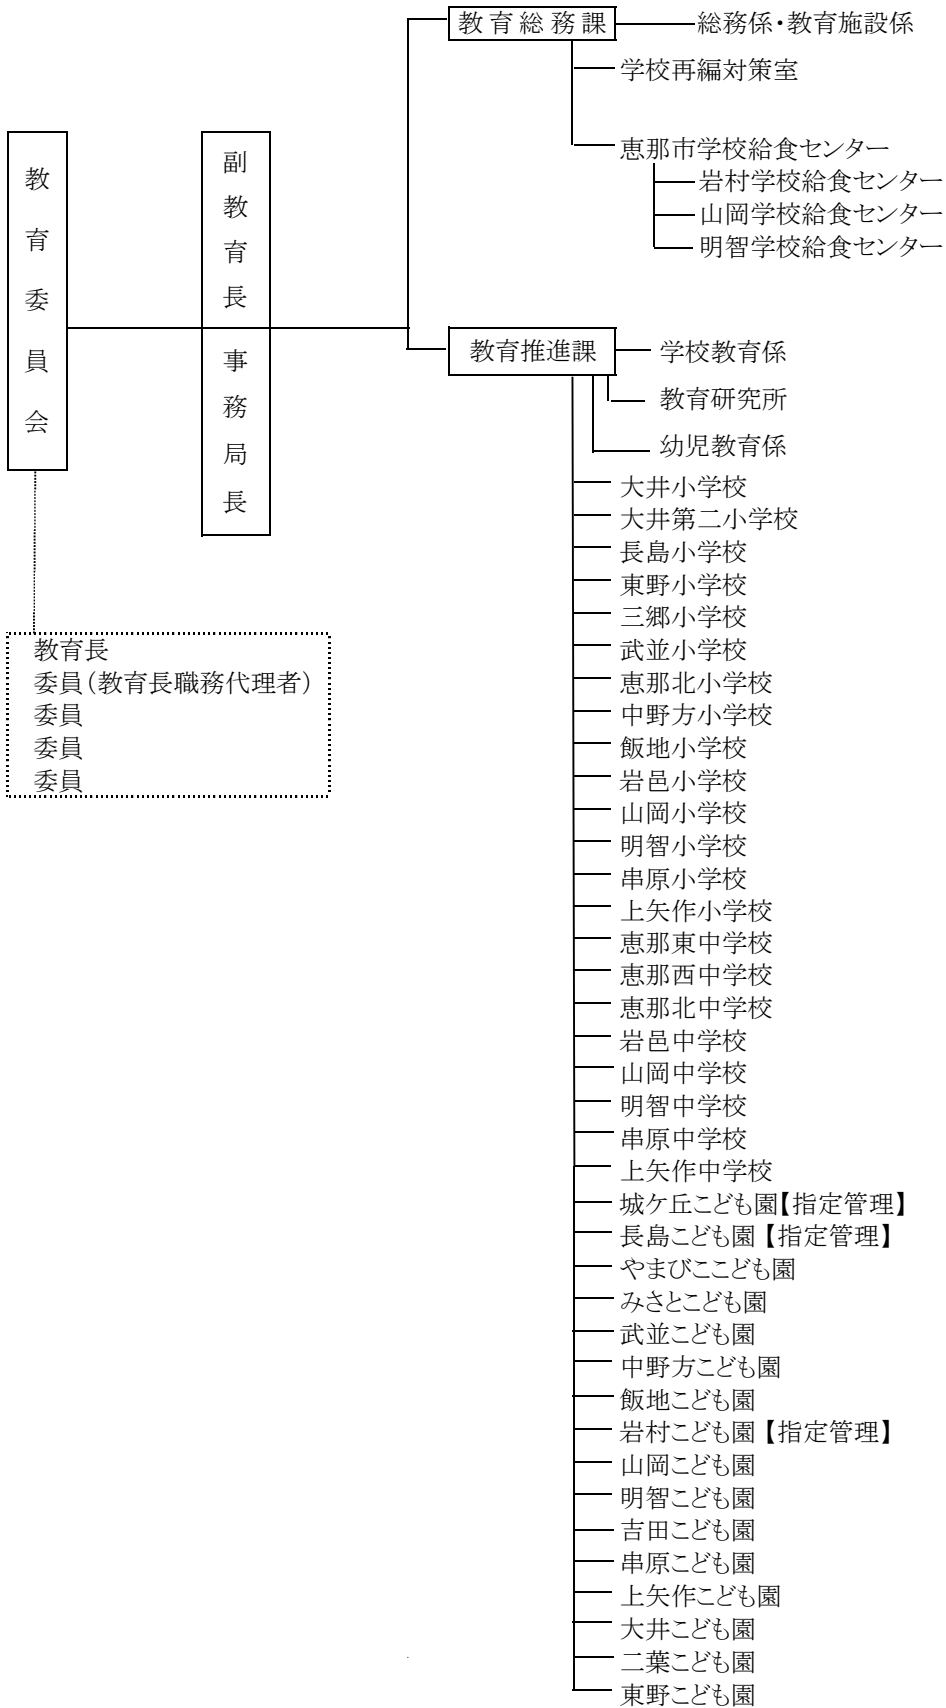 教育総務課 総務係・教育施設係
学校再編対策室
恵那市学校給食センター
岩村学校給食センター
山岡学校給食センター
明智学校給食センター
教育委員会
副教育長
事務局長
教育推進課 学校教育係
教育研究所
幼児教育係
大井小学校
大井第二小学校
長島小学校
東野小学校
三郷小学校
武並小学校
恵那北小学校
中野方小学校
飯地小学校
岩邑小学校
山岡小学校
明智小学校
串原小学校
上矢作小学校
恵那東中学校
恵那西中学校
恵那北中学校
岩邑中学校
山岡中学校
明智中学校
串原中学校
上矢作中学校
城ケ丘こども園【指定管理】
長島こども園【指定管理】
やまびここども園
みさとこども園
武並こども園
中野方こども園
飯地こども園
岩村こども園【指定管理】
山岡こども園
明智こども園
吉田こども園
串原こども園
上矢作こども園
大井こども園
二葉こども園
東野こども園
教育長
委員(教育長職務代理者)
委員
委員
委員